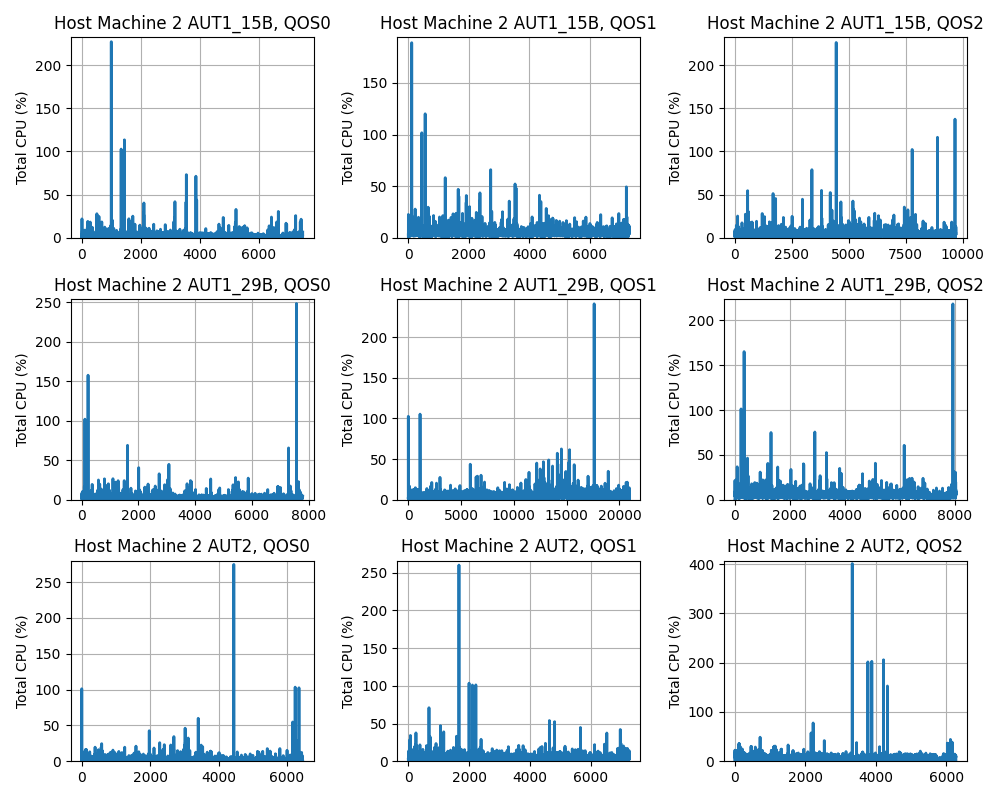 Host Machine 2 AUT1_15B, QOS0
Total CPU (%)
200
150
100
50
0
0 2000 4000 6000
Host Machine 2 AUT1_15B, QOS1
Total CPU (%)
150
100
50
0
0 2000 4000 6000
Host Machine 2 AUT1_15B, QOS2
Total CPU (%)
200
150
100
50
0
0 2500 5000 7500 10000
Host Machine 2 AUT1_29B, QOS0
Total CPU (%)
250
200
150
100
50
0
0 2000 4000 6000 8000
Host Machine 2 AUT1_29B, QOS1
Total CPU (%)
200
150
100
50
0
0 5000 10000 15000 20000
Host Machine 2 AUT1_29B, QOS2
Total CPU (%)
200
150
100
50
0
0 2000 4000 6000 8000
Host Machine 2 AUT2, QOS0
Total CPU (%)
250
200
150
100
50
0
0 2000 4000 6000
Host Machine 2 AUT2, QOS1
Total CPU (%)
250
200
150
100
50
0
0 2000 4000 6000
Host Machine 2 AUT2, QOS2
Total CPU (%)
400
300
200
100
0
0 2000 4000 6000